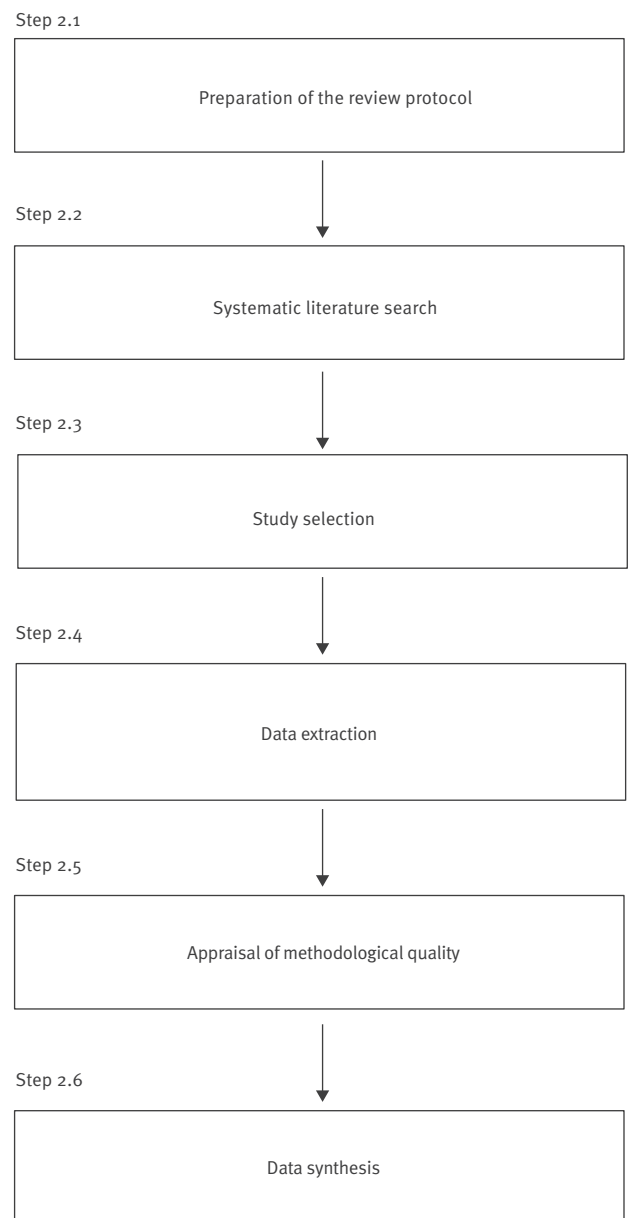 Step 2.1
Preparation of the review protocol
Step 2.2
Systematic literature search
Step 2.3
Study selection
Step 2.4
Data extraction
Step 2.5
Appraisal of methodological quality
Step 2.6
Data synthesis